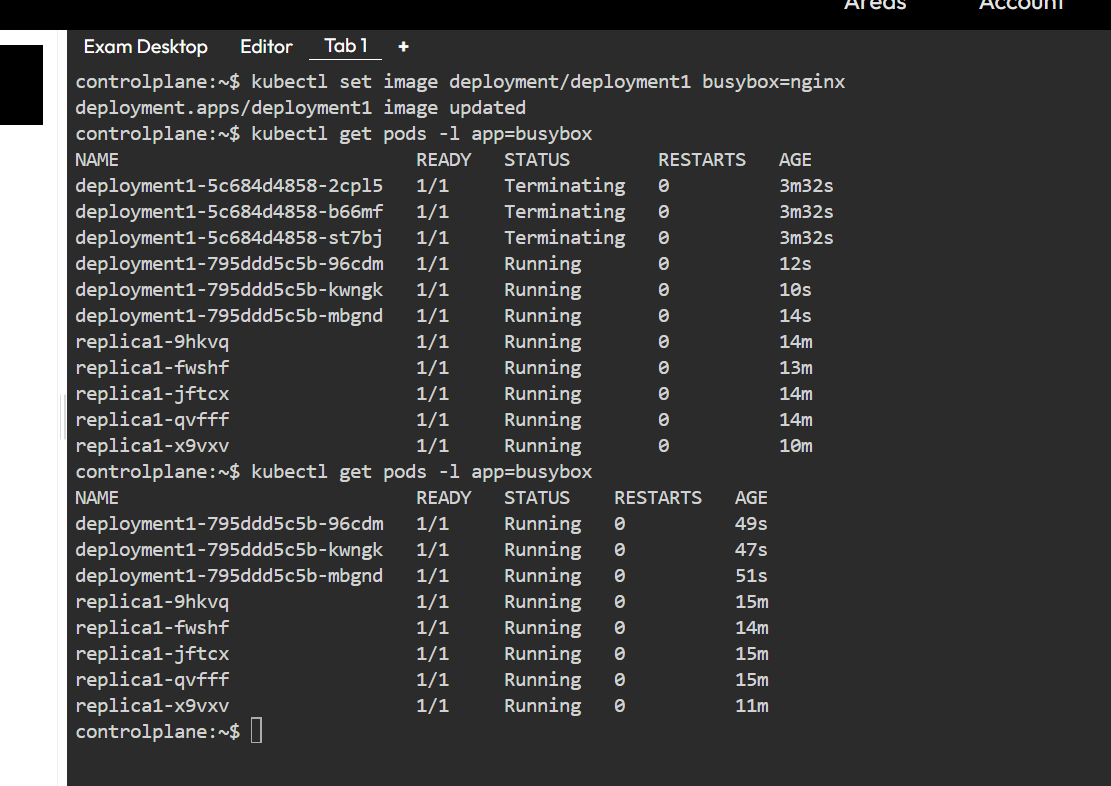 Areas Account
Exam Desktop Editor Tab 1 +
controlplane:~$ kubectl set image deployment/deployment1 busybox=nginx
deployment.apps/deployment1 image updated
controlplane:~$ kubectl get pods -l app=busybox
NAME READY STATUS RESTARTS AGE
deployment1-5c684d4858-2cpl5 1/1 Terminating 0 3m32s
deployment1-5c684d4858-b66mf 1/1 Terminating 0 3m32s
deployment1-5c684d4858-st7bj 1/1 Terminating 0 3m32s
deployment1-795ddd5c5b-96cdm 1/1 Running 0 12s
deployment1-795ddd5c5b-kwngk 1/1 Running 0 10s
deployment1-795ddd5c5b-mbgnd 1/1 Running 0 14s
replica1-9hkvq 1/1 Running 0 14m
replica1-fwshf 1/1 Running 0 13m
replica1-jftcx 1/1 Running 0 14m
replica1-qvfff 1/1 Running 0 14m
replica1-x9vxv 1/1 Running 0 10m
controlplane:~$ kubectl get pods -l app=busybox
NAME READY STATUS RESTARTS AGE
deployment1-795ddd5c5b-96cdm 1/1 Running 0 49s
deployment1-795ddd5c5b-kwngk 1/1 Running 0 47s
deployment1-795ddd5c5b-mbgnd 1/1 Running 0 51s
replica1-9hkvq 1/1 Running 0 15m
replica1-fwshf 1/1 Running 0 14m
replica1-jftcx 1/1 Running 0 15m
replica1-qvfff 1/1 Running 0 15m
replica1-x9vxv 1/1 Running 0 11m
controlplane:~$